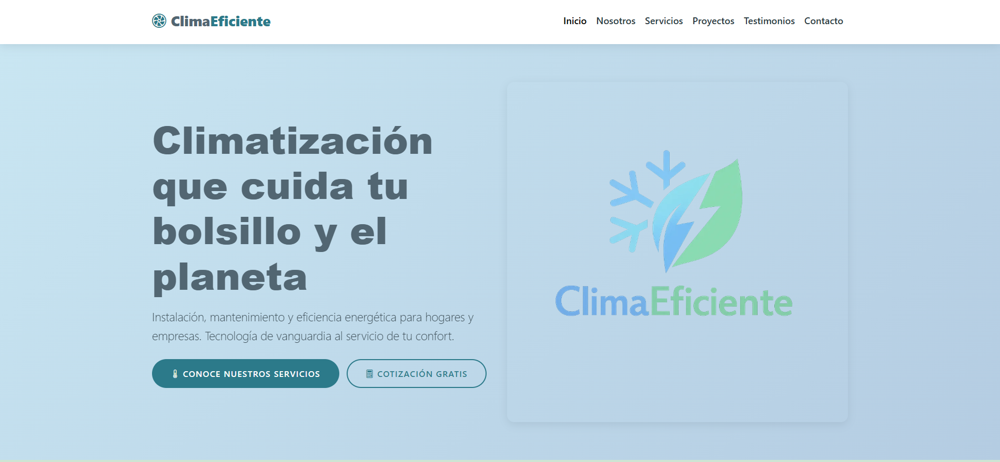 ClimaEficiente
Inicio Nosotros Servicios Proyectos Testimonios Contacto
Climatización
que cuida tu
bolsillo y el
planeta
Instalación, mantenimiento y eficiencia energética para hogares y
empresas. Tecnología de vanguardia al servicio de tu confort.
CONOCE NUESTROS SERVICIOS
COTIZACIÓN GRATIS
ClimaEficiente